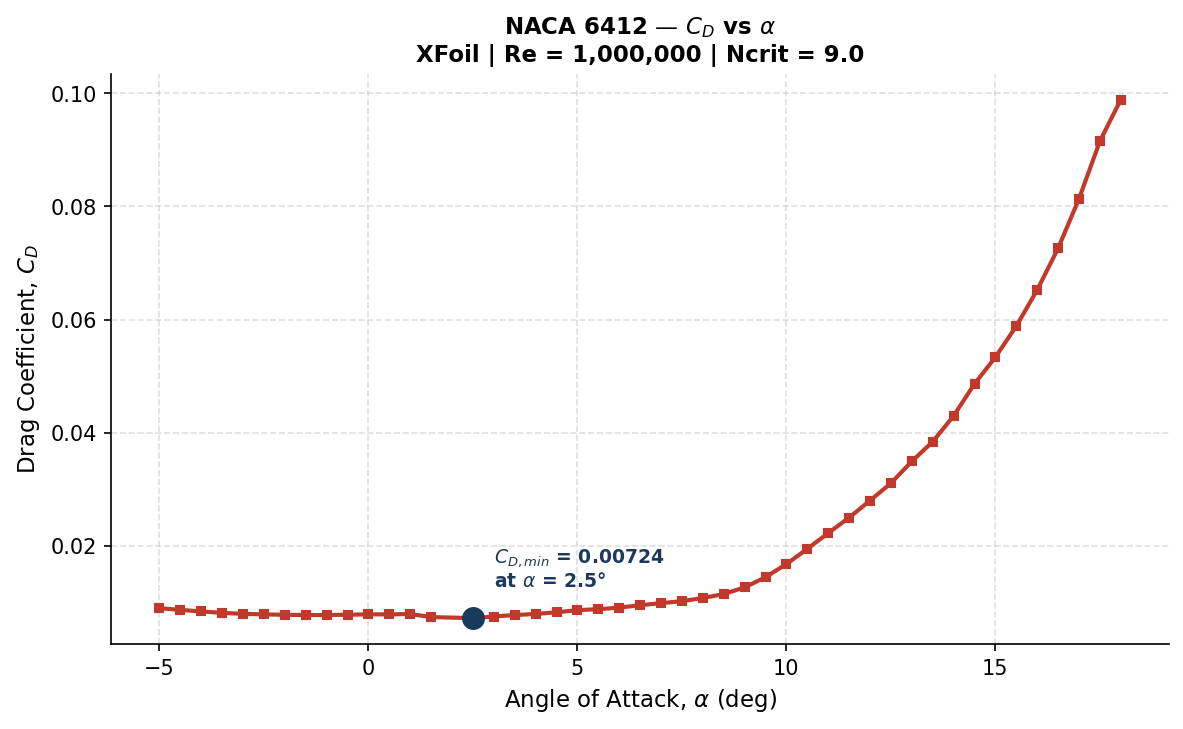 NACA 6412 — C_D vs α
XFoil | Re = 1,000,000 | Ncrit = 9.0
Drag Coefficient, C_D
0.10
0.08
0.06
0.04
0.02
C_{D,min} = 0.00724
at α = 2.5°
−5
0
5
10
15
Angle of Attack, α (deg)